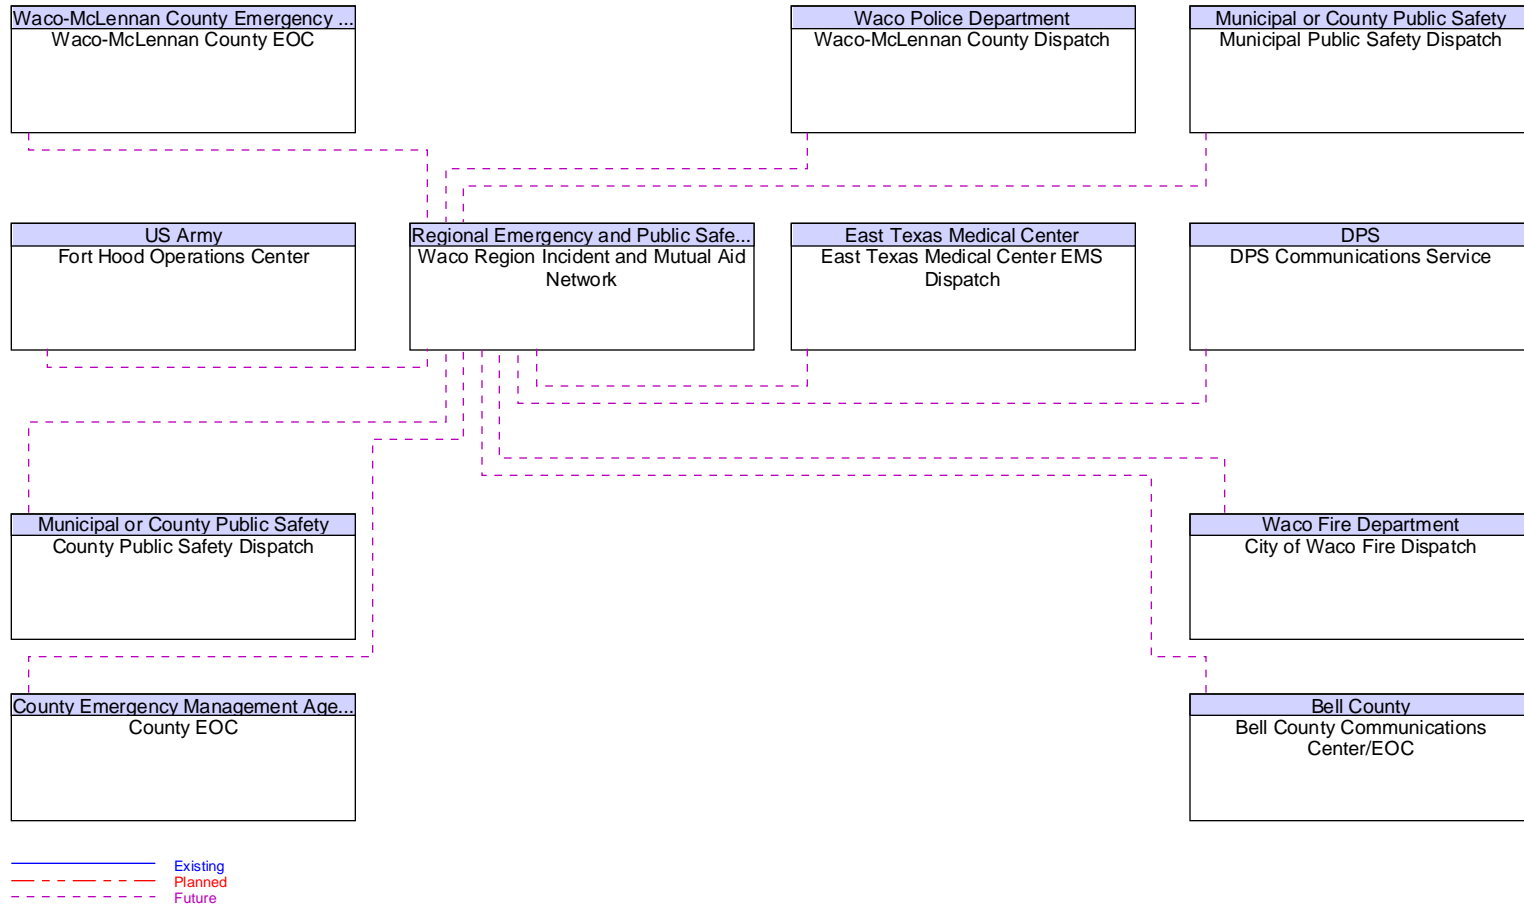 Waco-McLennan County Emergency ...
Waco-McLennan County EOC
Waco Police Department
Waco-McLennan County Dispatch
Municipal or County Public Safety
Municipal Public Safety Dispatch
US Army
Fort Hood Operations Center
Regional Emergency and Public Safe...
Waco Region Incident and Mutual Aid
Network
East Texas Medical Center
East Texas Medical Center EMS
Dispatch
DPS
DPS Communications Service
Municipal or County Public Safety
County Public Safety Dispatch
Waco Fire Department
City of Waco Fire Dispatch
County Emergency Management Age...
County EOC
Bell County
Bell County Communications
Center/EOC
Existing
Planned
Future